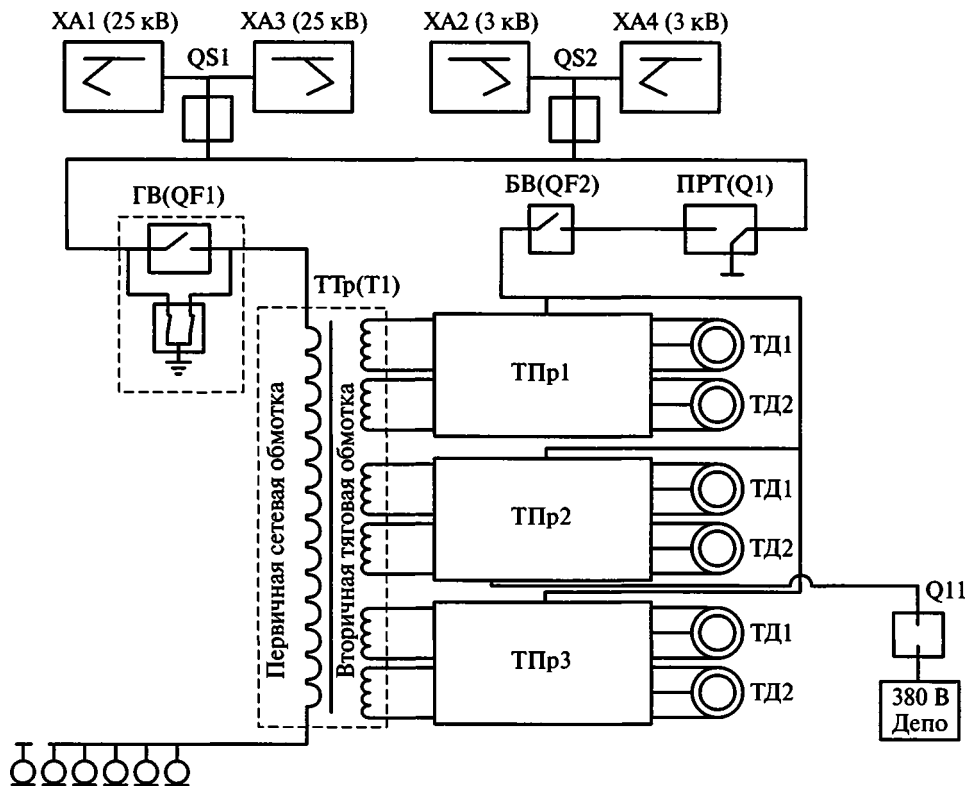 ХА1 (25 кВ)
ХА3 (25 кВ)
ХА2 (3 кВ)
ХА4 (3 кВ)
QS1
QS2
ГВ(QF1)
БВ(QF2)
ПРТ(Q1)
ТТр(Т1)
Первичная сетевая обмотка
Вторичная тяговая обмотка
ТПр1
ТД1
ТД2
ТПр2
ТД1
ТД2
Q11
ТПр3
ТД1
ТД2
380 В
Депо